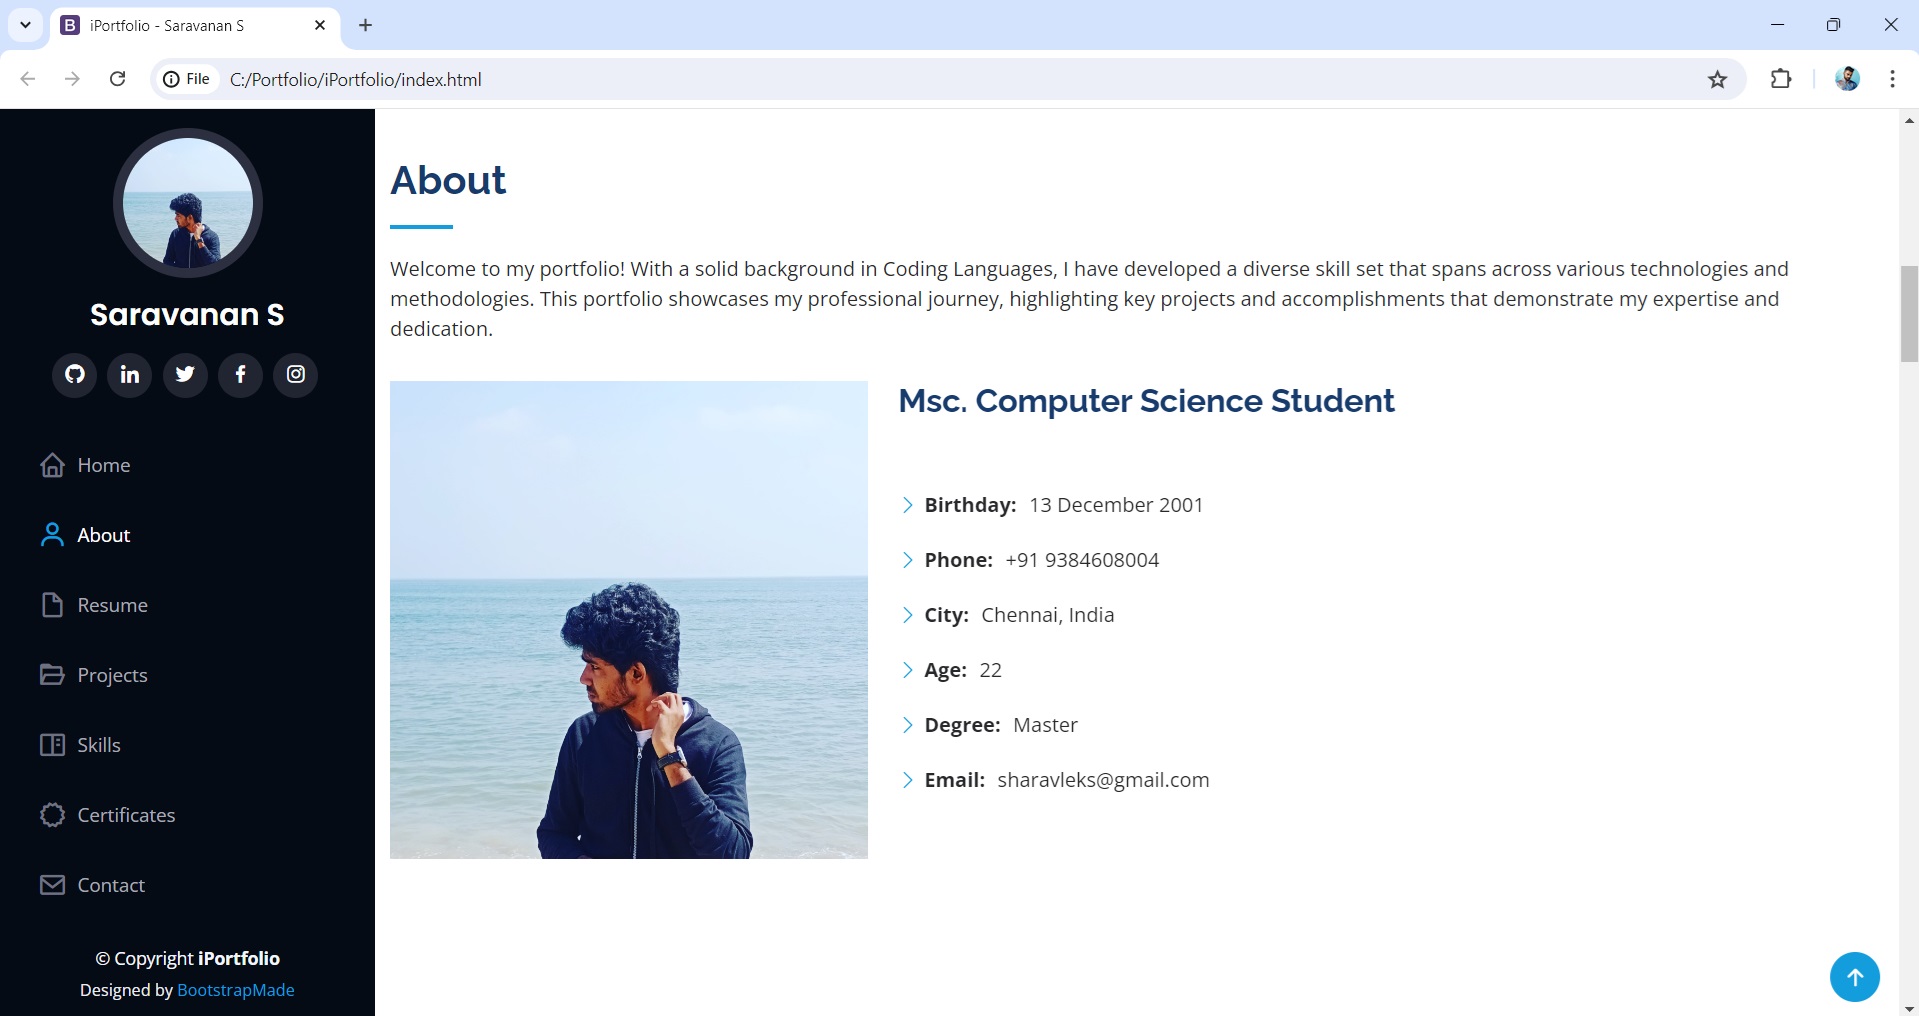 iPortfolio - Saravanan S
File C:/Portfolio/iPortfolio/index.html
Saravanan S
Home
About
Resume
Projects
Skills
Certificates
Contact
© Copyright iPortfolio
Designed by BootstrapMade
About
Welcome to my portfolio! With a solid background in Coding Languages, I have developed a diverse skill set that spans across various technologies and
methodologies. This portfolio showcases my professional journey, highlighting key projects and accomplishments that demonstrate my expertise and
dedication.
Msc. Computer Science Student
Birthday: 13 December 2001
Phone: +91 9384608004
City: Chennai, India
Age: 22
Degree: Master
Email: sharavleks@gmail.com